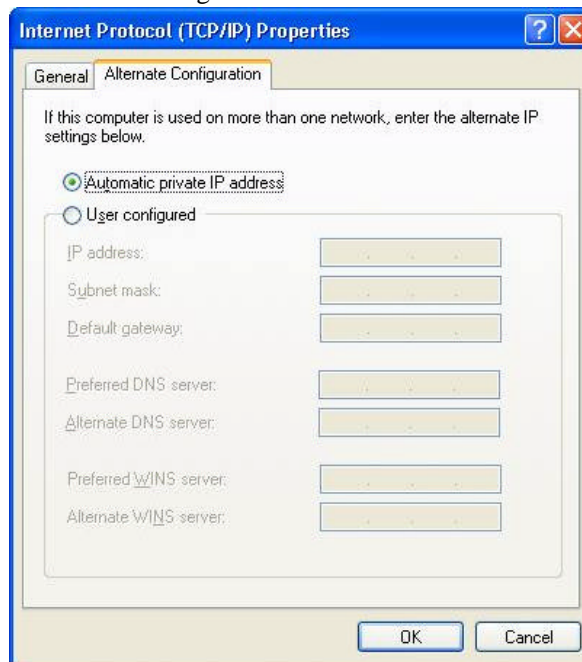 Internet Protocol (TCP/IP) Properties
General
Alternate Configuration
If this computer is used on more than one network, enter the alternate IP
settings below.
Automatic private IP address
User configured
IP address:
Subnet mask:
Default gateway:
Preferred DNS server:
Alternate DNS server:
Preferred WINS server:
Alternate WINS server:
OK
Cancel